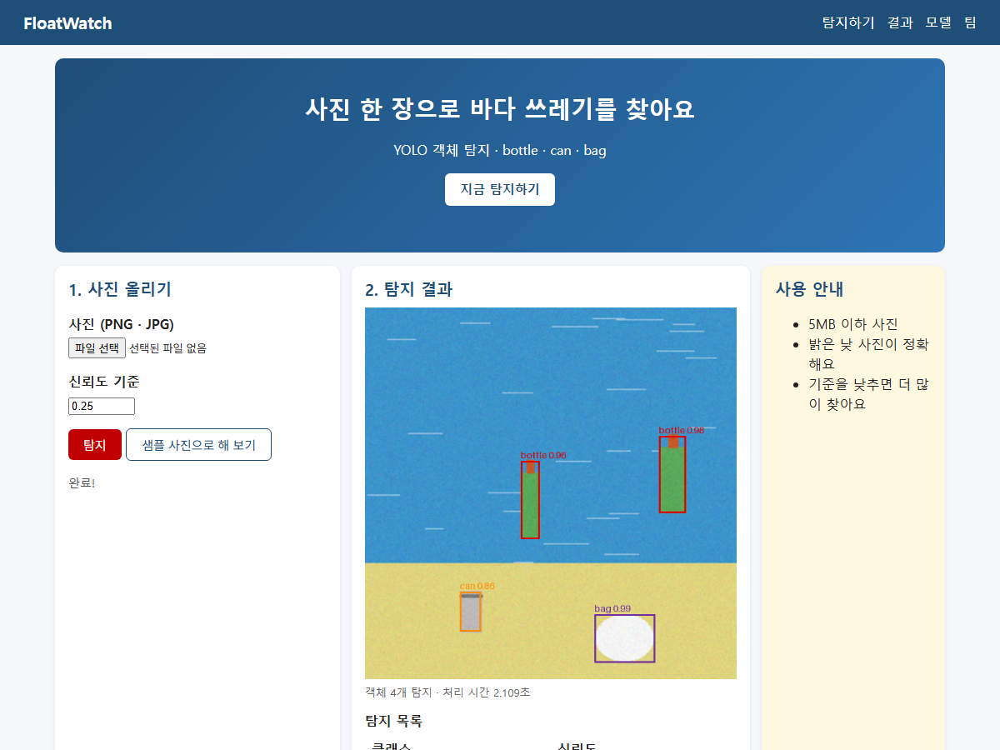 FloatWatch
탐지하기 결과 모델 팀
사진 한 장으로 바다 쓰레기를 찾아요
YOLO 객체 탐지 · bottle · can · bag
지금 탐지하기
1. 사진 올리기
사진 (PNG · JPG)
파일 선택 선택된 파일 없음
신뢰도 기준
0.25
탐지 샘플 사진으로 해 보기
완료!
2. 탐지 결과
bottle 0.98
bottle 0.96
can 0.86
bag 0.99
객체 4개 탐지 · 처리 시간 2.109초
탐지 목록
클래스 신뢰도
사용 안내
5MB 이하 사진
밝은 낮 사진이 정확
해요
기준을 낮추면 더 많
이 찾아요